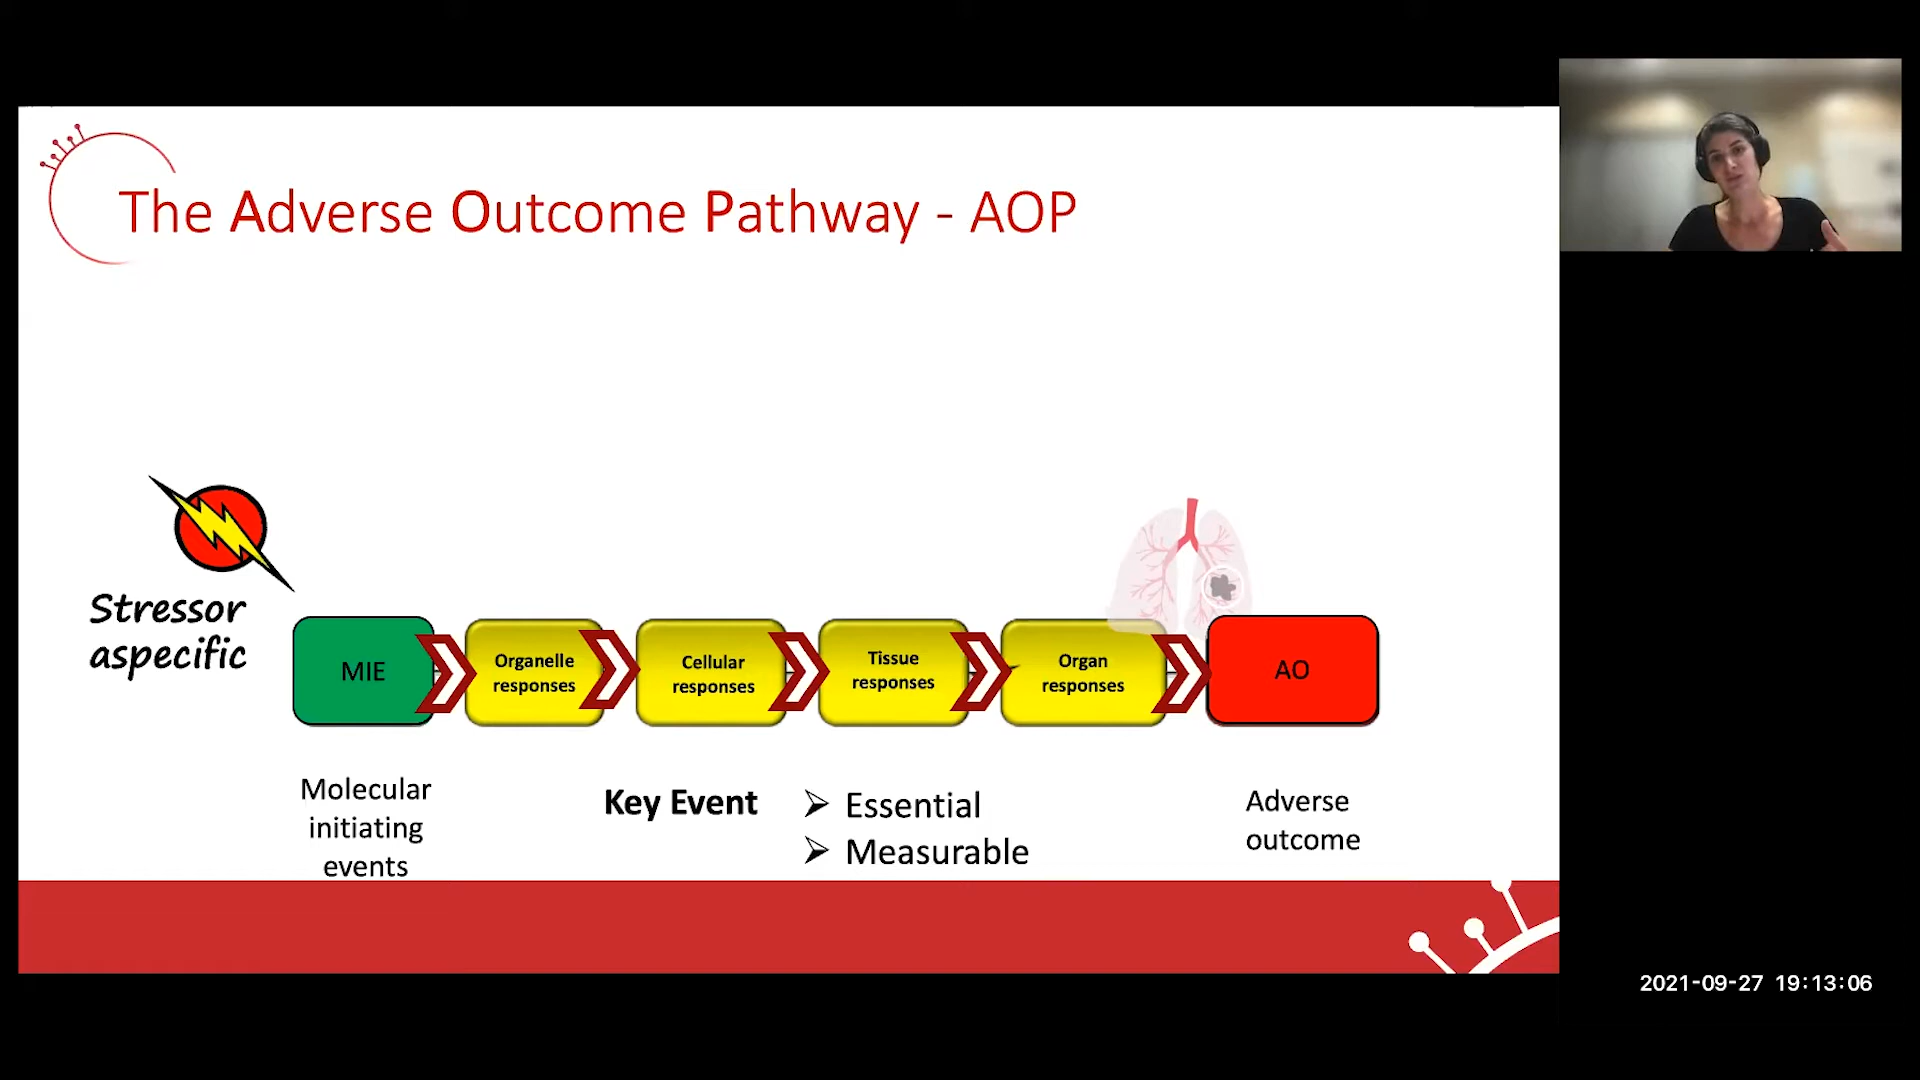 The Adverse Outcome Pathway - AOP
Stressor
aspecific
MIE
Organelle
responses
Cellular
responses
Tissue
responses
Organ
responses
AO
Molecular
initiating
events
Key Event
➢ Essential
➢ Measurable
Adverse
outcome
2021-09-27 19:13:06